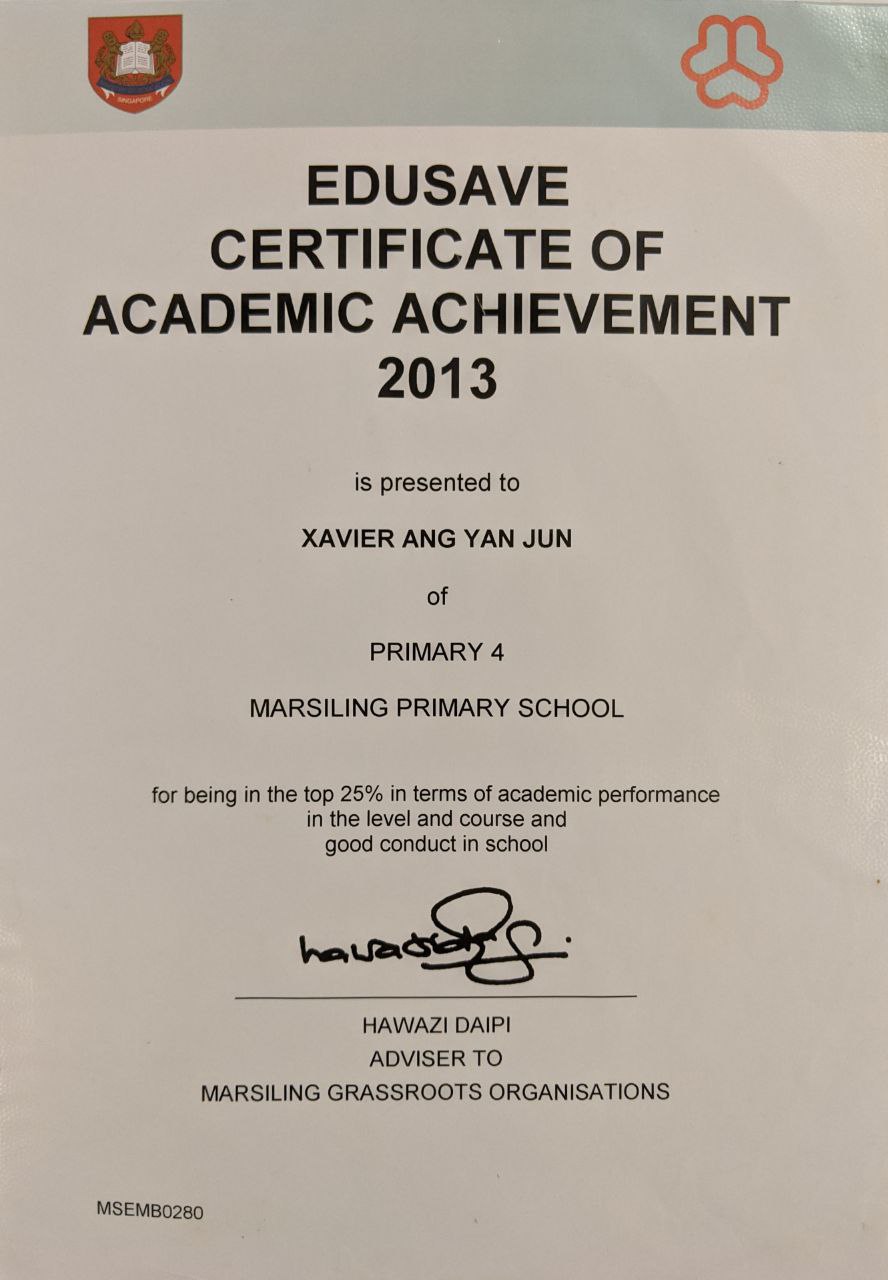 SINGAPORE
EDUSAVE
CERTIFICATE OF
ACADEMIC ACHIEVEMENT
2013
is presented to
XAVIER ANG YAN JUN
of
PRIMARY 4
MARSILING PRIMARY SCHOOL
for being in the top 25% in terms of academic performance
in the level and course and
good conduct in school
HAWAZI DAIPI
ADVISER TO
MARSILING GRASSROOTS ORGANISATIONS
MSEMB0280